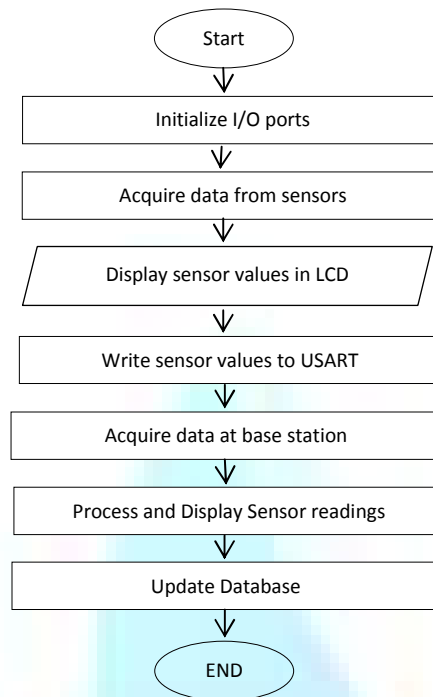 Start
Initialize I/O ports
Acquire data from sensors
Display sensor values in LCD
Write sensor values to USART
Acquire data at base station
Process and Display Sensor readings
Update Database
END